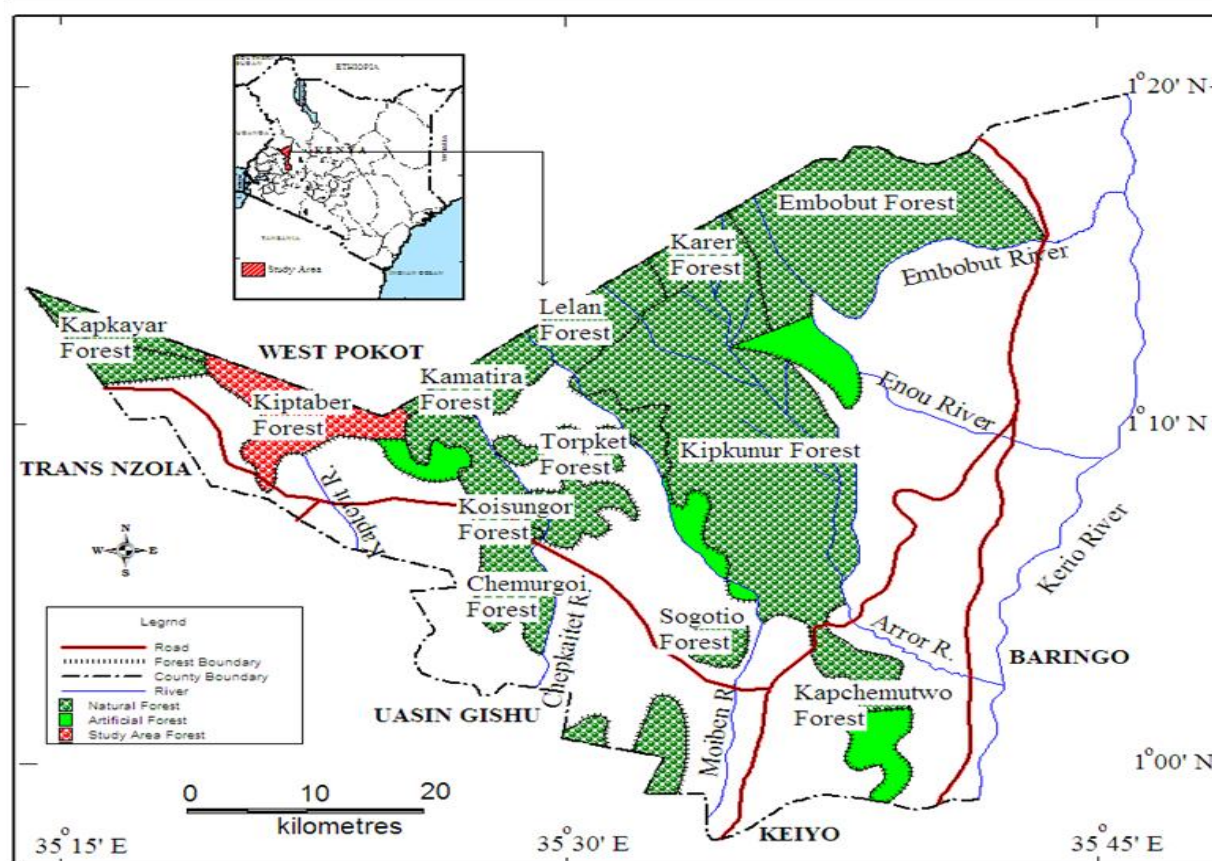 ETHIOPIA
UGANDA
KENYA
TANZANIA
INDIAN OCEAN
Study Area
1°20' N
Embobut Forest
Karer
Forest
Embobut River
Lelan
Forest
Kapkayar
Forest
WEST POKOT
Kamatira
Forest
Enou River
Kiptaber
Forest
1°10' N
Torpket
Forest
Kipkunur Forest
TRANS NZOIA
Koisungor
Forest
Kerio River
N
W
E
S
Chemurgoi
Forest
Sogotio
Forest
Arror R.
BARINGO
Chepkaitet R.
Kapchemutwo
Forest
UASIN GISHU
Moiben R.
Legrnd
Road
Forest Boundary
County Boundary
River
Natural Forest
Artificial Forest
Study Area Forest
1°00' N
0 10 20
kilometres
KEIYO
35°15' E
35°30' E
35°45' E